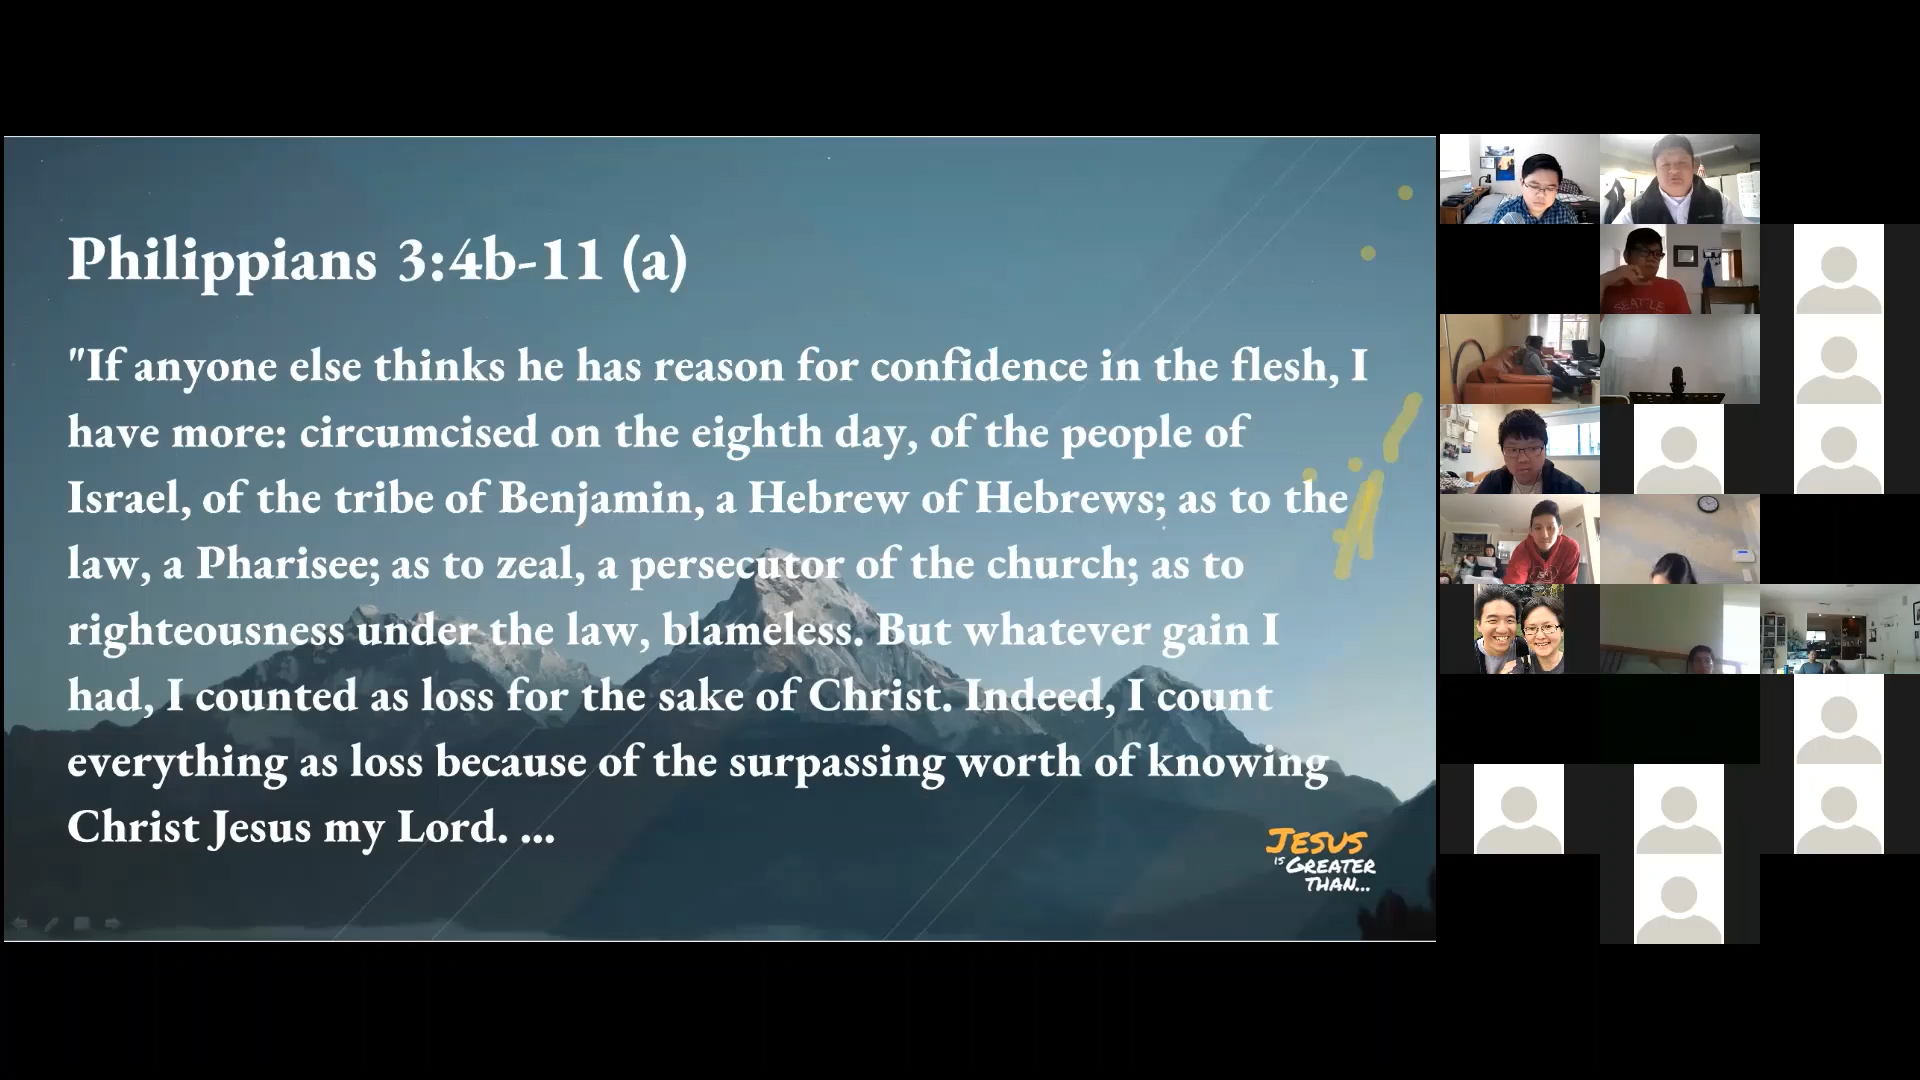 Philippians 3:4b-11 (a)
"If anyone else thinks he has reason for confidence in the flesh, I
have more: circumcised on the eighth day, of the people of
Israel, of the tribe of Benjamin, a Hebrew of Hebrews; as to the
law, a Pharisee; as to zeal, a persecutor of the church; as to
righteousness under the law, blameless. But whatever gain I
had, I counted as loss for the sake of Christ. Indeed, I count
everything as loss because of the surpassing worth of knowing
Christ Jesus my Lord. ...
JESUS
IS GREATER
THAN...
SEATTLE